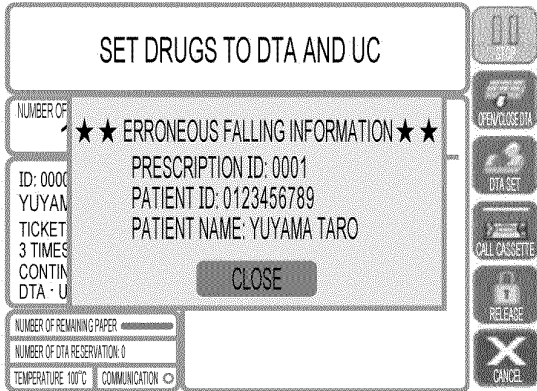 SET DRUGS TO DTA AND UC
NUMBER OF
★ ★ ERRONEOUS FALLING INFORMATION ★ ★
PRESCRIPTION ID: 0001
PATIENT ID: 0123456789
PATIENT NAME: YUYAMA TARO
CLOSE
ID: 0000
YUYAM
TICKET
3 TIMES
CONTIN
DTA · U
NUMBER OF REMAINING PAPER
NUMBER OF DTA RESERVATION: 0
TEMPERATURE 100°C COMMUNICATION
OPEN/CLOSE DTA
DTA SET
CALL CASSETTE
RELEASE
CANCEL